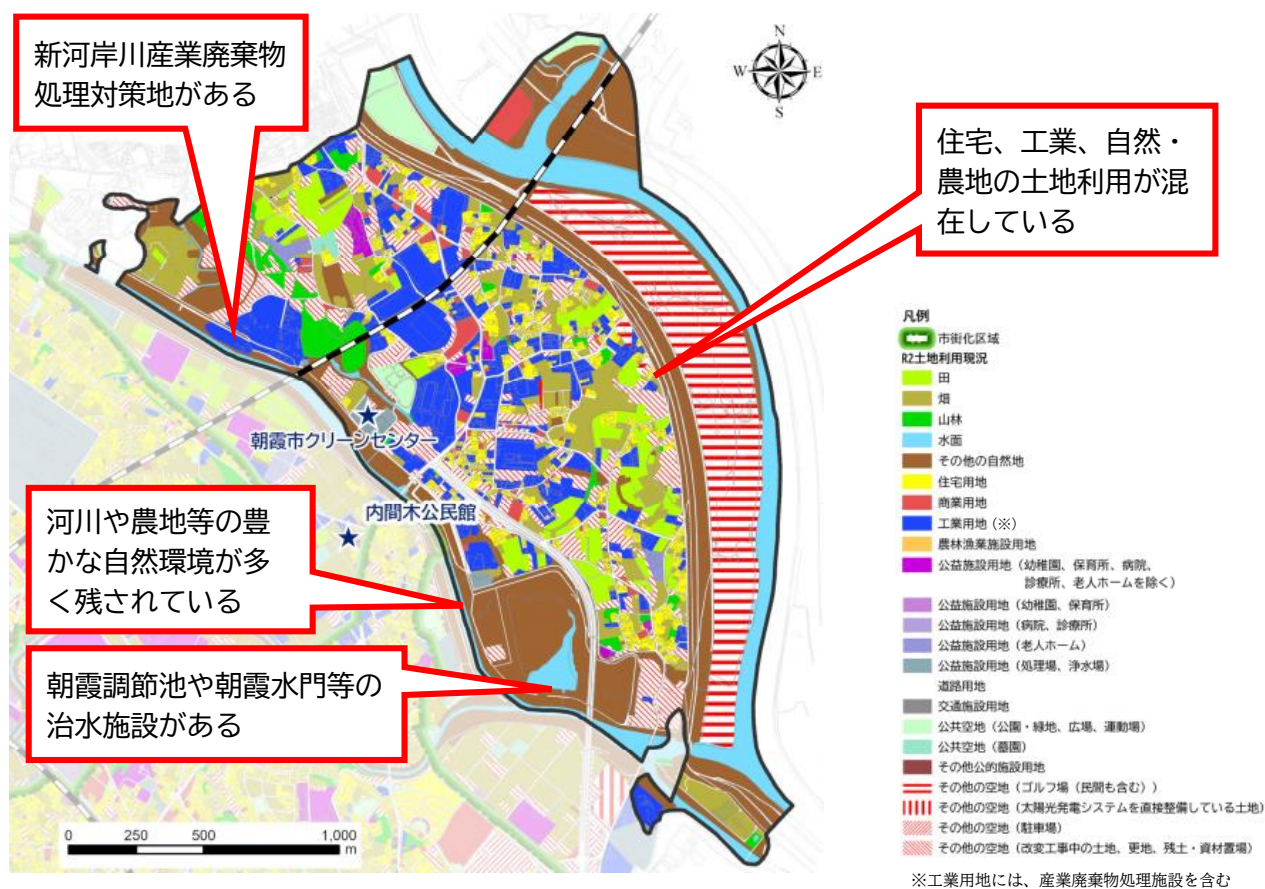 新河岸川産業廃棄物
処理対策地がある
N
W
E
S
住宅、工業、自然・
農地の土地利用が混
在している
朝霞市クリーンセンター
内間木公民館
河川や農地等の豊
かな自然環境が多
く残されている
朝霞調節池や朝霞水門等の
治水施設がある
0 250 500 1,000
m
凡例
市街化区域
R2土地利用現況
田
畑
山林
水面
その他の自然地
住宅用地
商業用地
工業用地(※)
農林漁業施設用地
公益施設用地(幼稚園、保育所、病院、
診療所、老人ホームを除く)
公益施設用地(幼稚園、保育所)
公益施設用地(病院、診療所)
公益施設用地(老人ホーム)
公益施設用地(処理場、浄水場)
道路用地
交通施設用地
公共空地(公園・緑地、広場、運動場)
公共空地(墓園)
その他公的施設用地
その他の空地(ゴルフ場(民間も含む))
その他の空地(太陽光発電システムを直接整備している土地)
その他の空地(駐車場)
その他の空地(改変工事中の土地、更地、残土・資材置場)
※工業用地には、産業廃棄物処理施設を含む